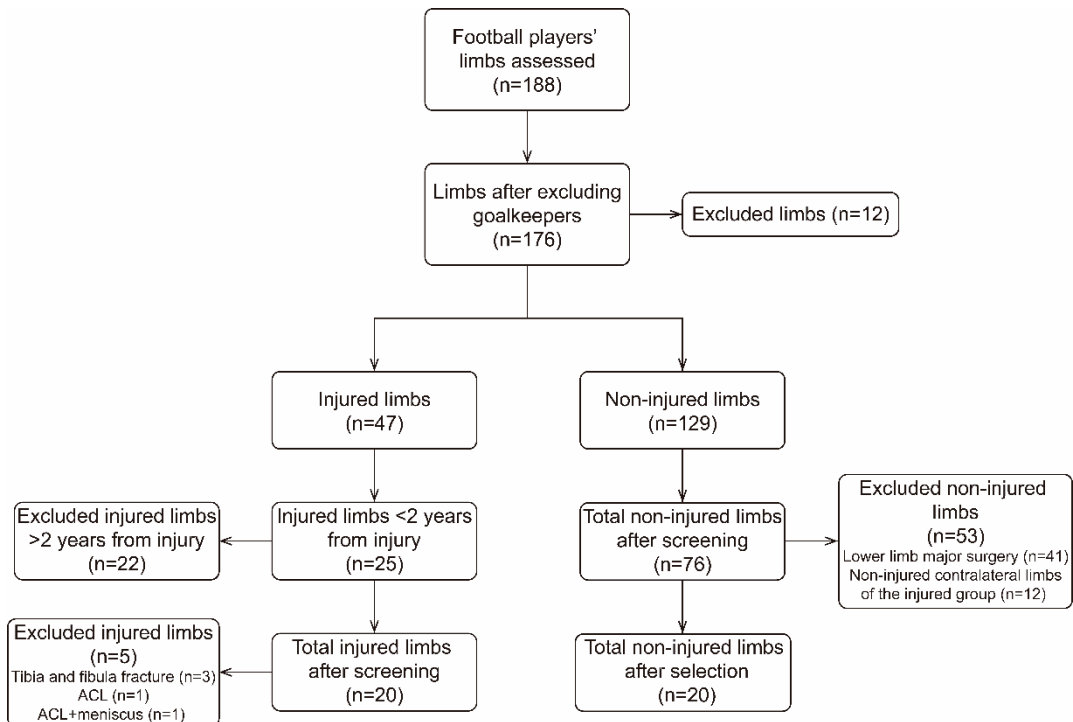 Football players'
limbs assessed
(n=188)
Limbs after excluding
goalkeepers
(n=176)
Excluded limbs (n=12)
Injured limbs
(n=47)
Non-injured limbs
(n=129)
Excluded injured limbs
>2 years from injury
(n=22)
Injured limbs <2 years
from injury
(n=25)
Total non-injured limbs
after screening
(n=76)
Excluded non-injured
limbs
(n=53)
Lower limb major surgery (n=41)
Non-injured contralateral limbs
of the injured group (n=12)
Excluded injured limbs
(n=5)
Tibia and fibula fracture (n=3)
ACL (n=1)
ACL+meniscus (n=1)
Total injured limbs
after screening
(n=20)
Total non-injured limbs
after selection
(n=20)